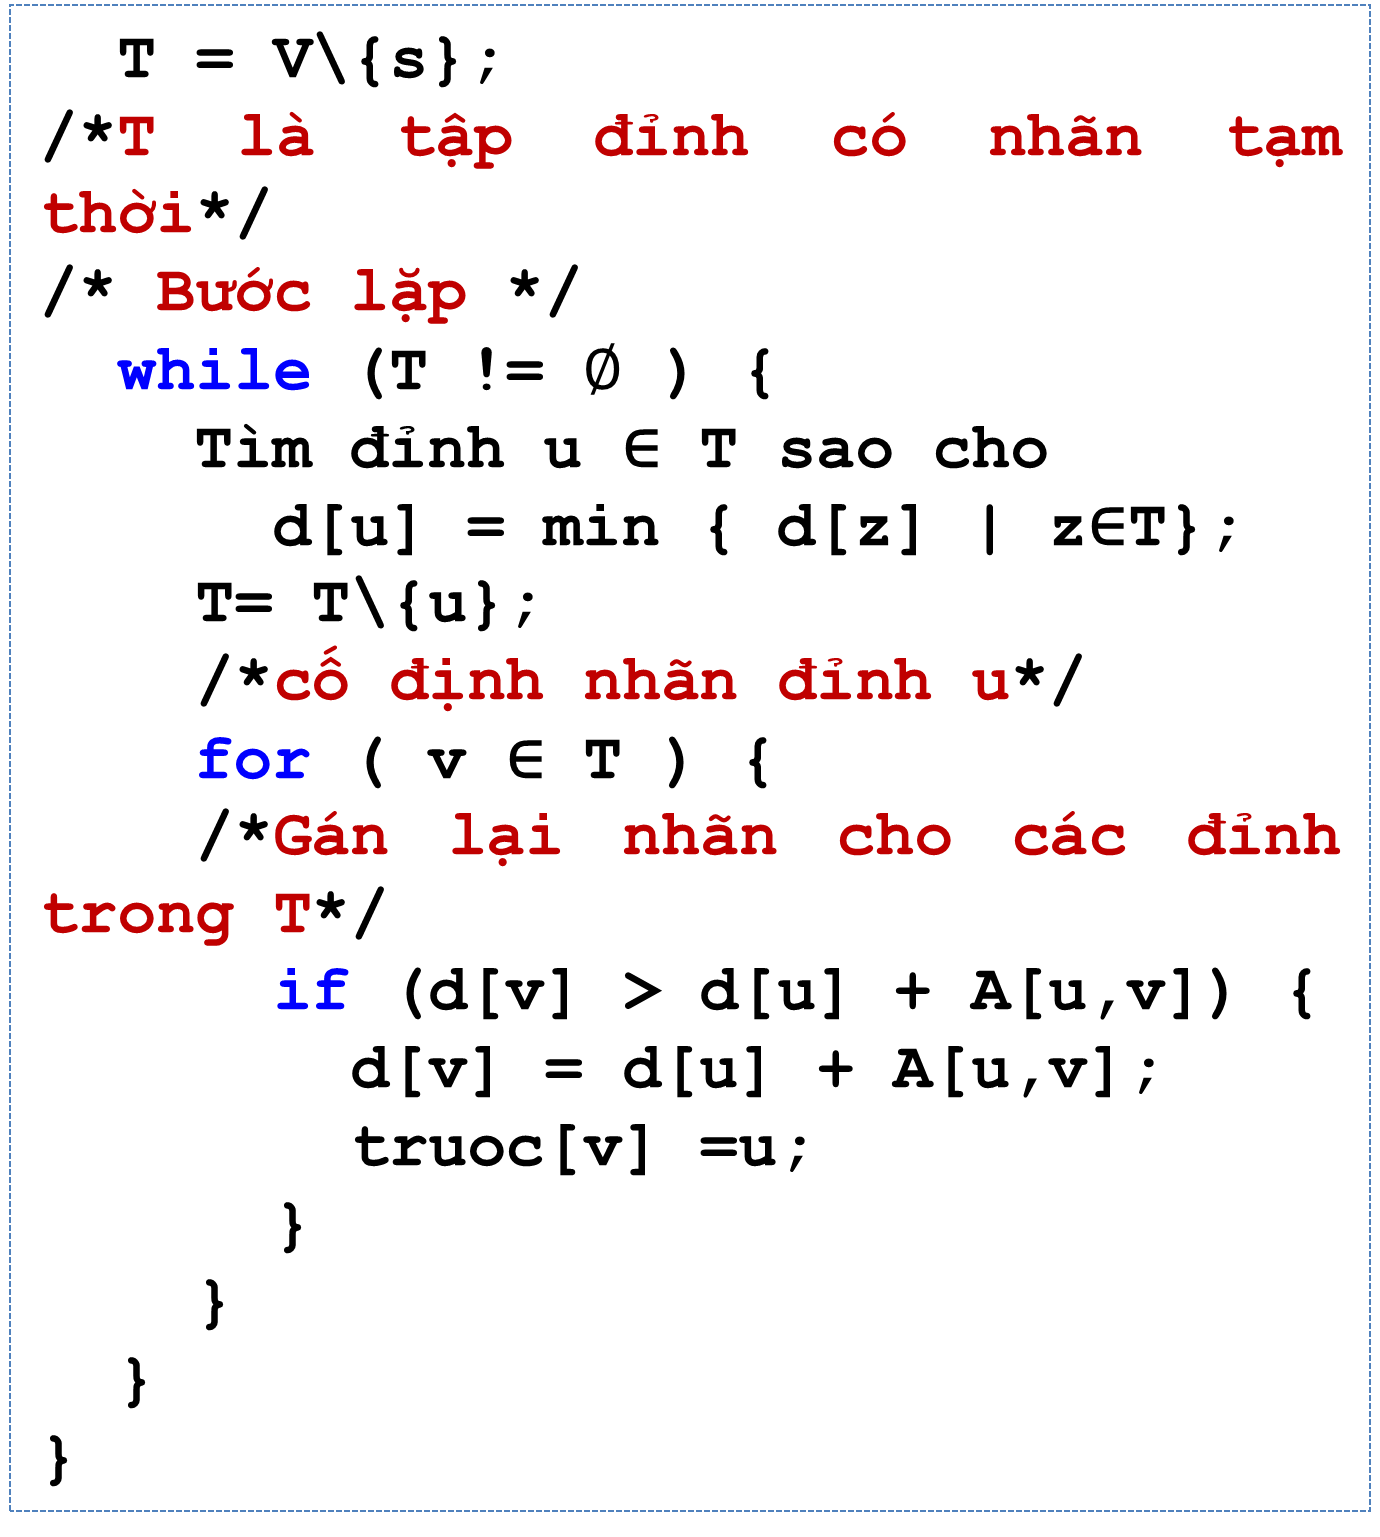 T = V\{s};
/*T là tập đỉnh có nhãn tạm
thời*/
/* Bước lặp */
while (T != ∅ ) {
Tìm đỉnh u ∈ T sao cho
d[u] = min { d[z] | z∈T};
T= T\{u};
/*cố định nhãn đỉnh u*/
for ( v ∈ T ) {
/*Gán lại nhãn cho các đỉnh
trong T*/
if (d[v] > d[u] + A[u,v]) {
d[v] = d[u] + A[u,v];
truoc[v] =u;
}
}
}
}